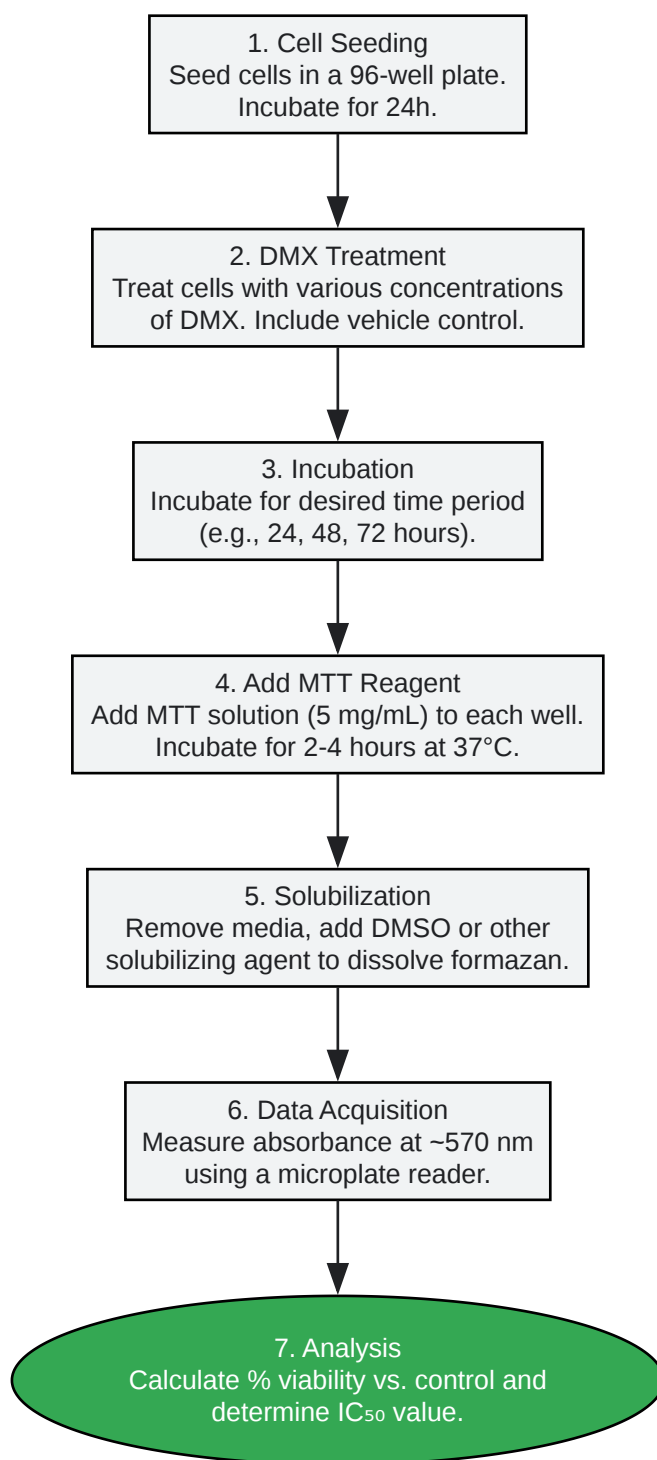 1. Cell Seeding
Seed cells in a 96-well plate.
Incubate for 24h.
2. DMX Treatment
Treat cells with various concentrations
of DMX. Include vehicle control.
3. Incubation
Incubate for desired time period
(e.g., 24, 48, 72 hours).
4. Add MTT Reagent
Add MTT solution (5 mg/mL) to each well.
Incubate for 2-4 hours at 37°C.
5. Solubilization
Remove media, add DMSO or other
solubilizing agent to dissolve formazan.
6. Data Acquisition
Measure absorbance at ~570 nm
using a microplate reader.
7. Analysis
Calculate % viability vs. control and
determine IC₅₀ value.